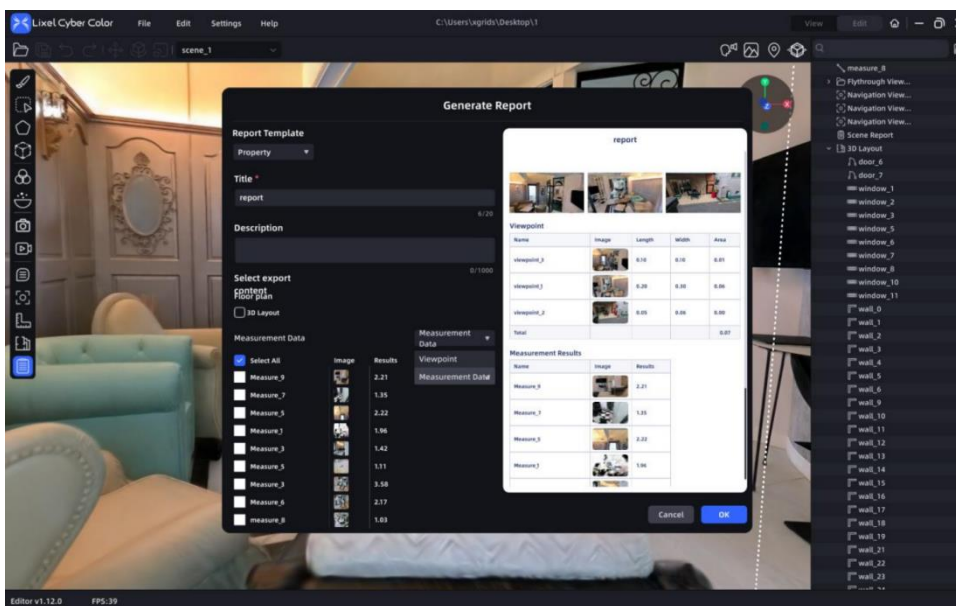 Lixel Cyber Color File Edit Settings Help C:\Users\xgrids\Desktop\1 View Edit
scene_1
Generate Report
Report Template
Property
Title *
report
6/20
Description
0/1000
Select export
content
Floor plan
3D Layout
Measurement Data
Measurement
Data
Viewpoint
Measurement Data
Select All Image Results
Measure_9 2.21
Measure_7 1.35
Measure_5 2.22
Measure_1 1.96
Measure_3 1.42
Measure_5 1.11
Measure_3 3.58
Measure_6 2.17
measure_8 1.03
report
Viewpoint
Name Image Length Width Area
viewpoint_3 0.10 0.10 0.01
viewpoint_1 0.20 0.30 0.06
viewpoint_2 0.05 0.06 0.00
Total 0.07
Measurement Results
Name Image Results
Measure_9 2.21
Measure_7 1.35
Measure_5 2.22
Measure_1 1.96
Cancel OK
measure_8
Flythrough View...
Navigation View...
Navigation View...
Navigation View...
Scene Report
3D Layout
door_6
door_7
window_1
window_2
window_3
window_5
window_6
window_7
window_8
window_10
window_11
wall_0
wall_1
wall_2
wall_3
wall_4
wall_5
wall_6
wall_9
wall_10
wall_11
wall_12
wall_13
wall_14
wall_15
wall_16
wall_17
wall_18
wall_19
wall_21
wall_22
wall_23
Editor v1.12.0 FPS:39